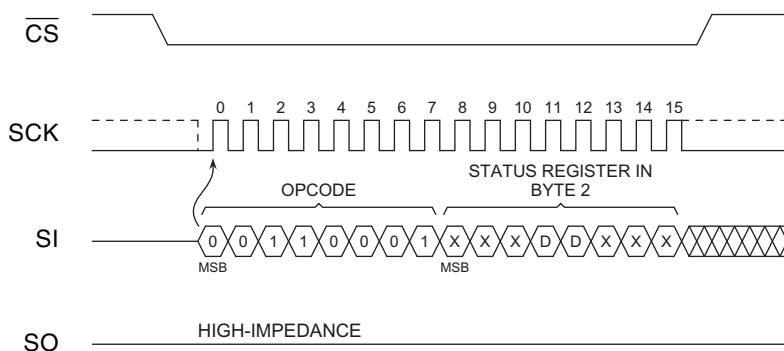 CS
0 1 2 3 4 5 6 7 8 9 10 11 12 13 14 15
SCK
STATUS REGISTER IN
BYTE 2
OPCODE
SI
0 0 1 1 0 0 0 1 X X X D D X X X
MSB MSB
HIGH-IMPEDANCE
SO